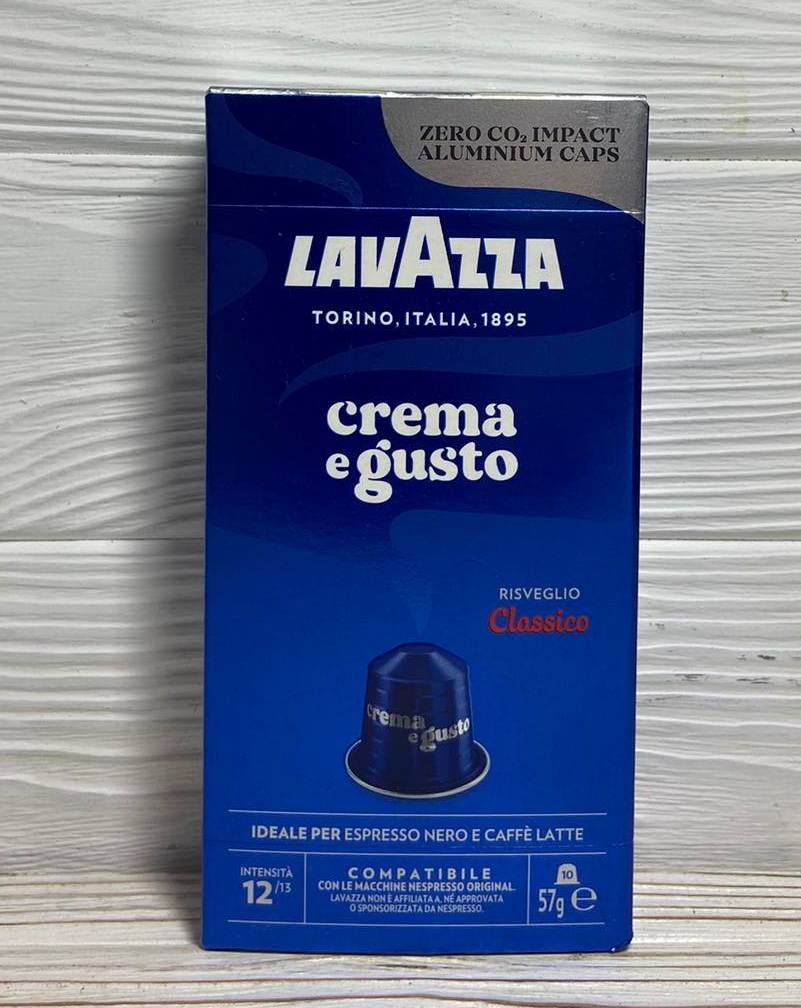 ZERO CO₂ IMPACT
ALUMINIUM CAPS
LAVAZZA
TORINO, ITALIA, 1895
crema
e gusto
RISVEGLIO
Classico
crema
e gusto
IDEALE PER ESPRESSO NERO E CAFFÈ LATTE
INTENSITÀ
12/13
COMPATIBILE
CON LE MACCHINE NESPRESSO ORIGINAL.
LAVAZZA NON È AFFILIATA A, NÉ APPROVATA
O SPONSORIZZATA DA NESPRESSO.
10
57g ℮